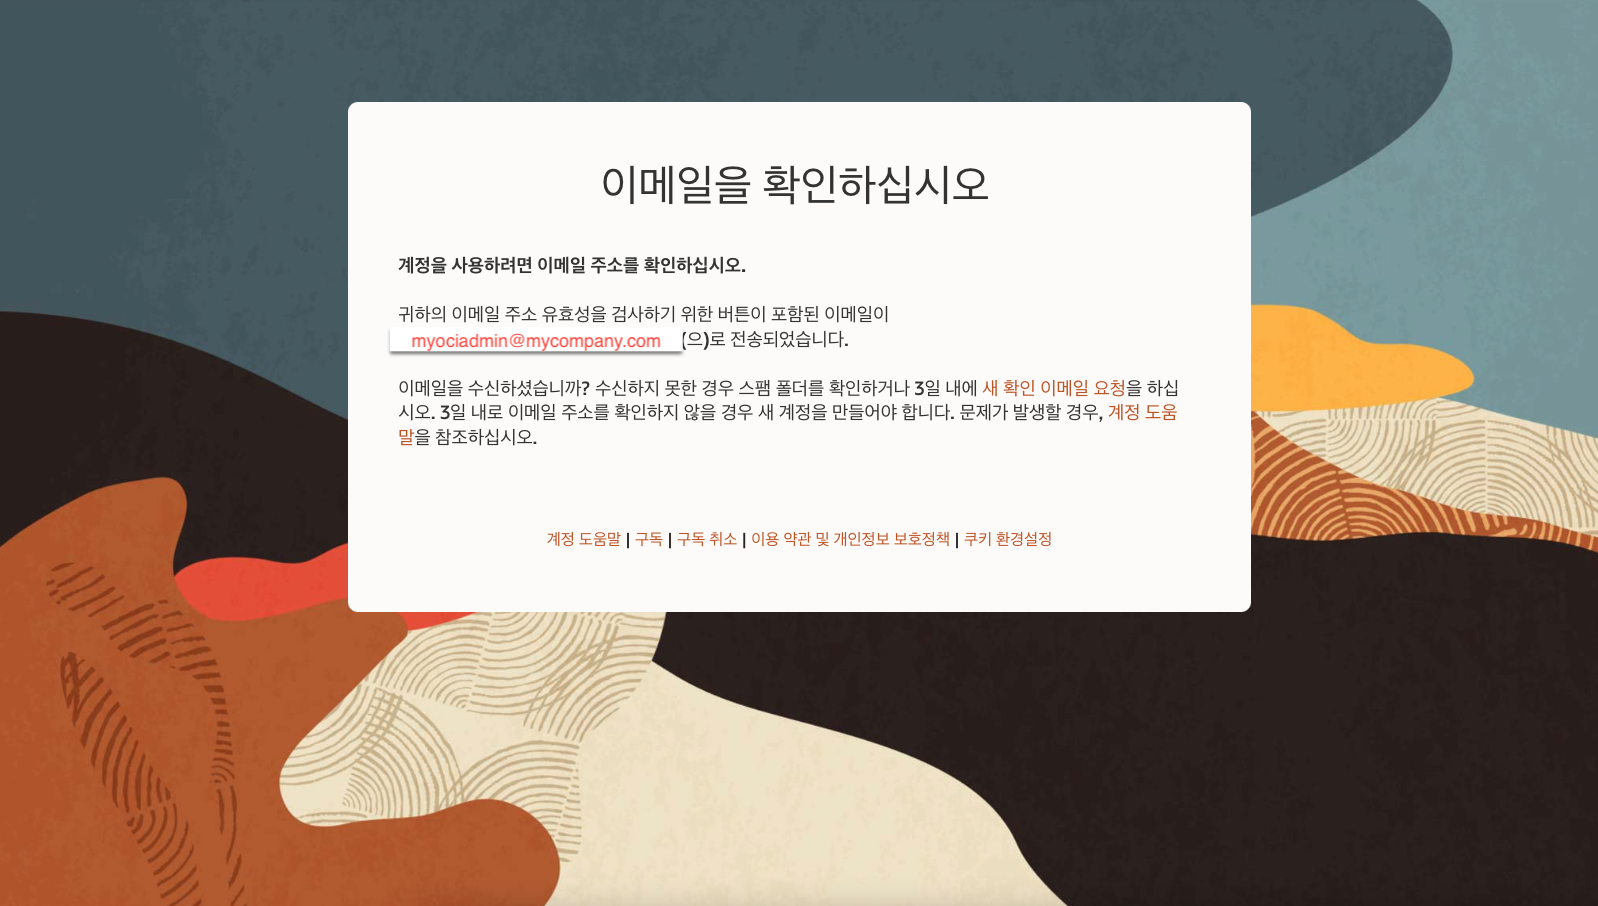 이메일을 확인하십시오
계정을 사용하려면 이메일 주소를 확인하십시오.
귀하의 이메일 주소 유효성을 검사하기 위한 버튼이 포함된 이메일이
myociadmin@mycompany.com (으)로 전송되었습니다.
이메일을 수신하셨습니까? 수신하지 못한 경우 스팸 폴더를 확인하거나 3일 내에 새 확인 이메일 요청을 하십
시오. 3일 내로 이메일 주소를 확인하지 않을 경우 새 계정을 만들어야 합니다. 문제가 발생할 경우, 계정 도움
말을 참조하십시오.
계정 도움말 | 구독 | 구독 취소 | 이용 약관 및 개인정보 보호정책 | 쿠키 환경설정